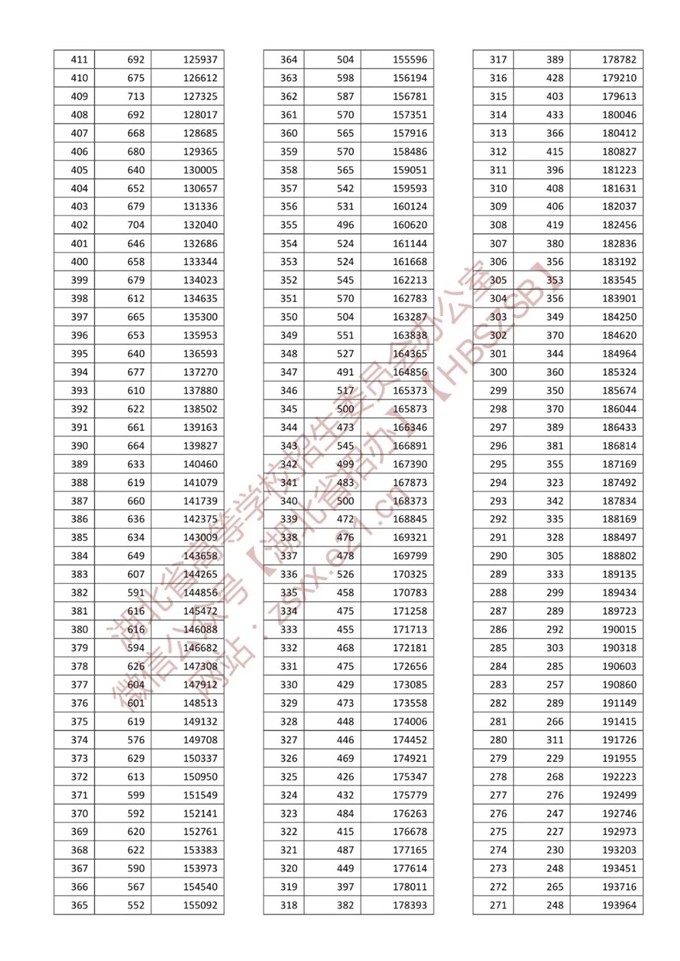 411 692 125937 364 504 155596 317 389 178782
410 675 126612 363 598 156194 316 428 179210
409 713 127325 362 587 156781 315 403 179613
408 692 128017 361 570 157351 314 433 180046
407 668 128685 360 565 157916 313 366 180412
406 680 129365 359 570 158486 312 415 180827
405 640 130005 358 565 159051 311 396 181223
404 652 130657 357 542 159593 310 408 181631
403 679 131336 356 531 160124 309 406 182037
402 704 132040 355 496 160620 308 419 182456
401 646 132686 354 524 161144 307 380 182836
400 658 133344 353 524 161668 306 356 183192
399 679 134023 352 545 162213 305 353 183545
398 612 134635 351 570 162783 304 356 183901
397 665 135300 350 504 163287 303 349 184250
396 653 135953 349 551 163838 302 370 184620
395 640 136593 348 527 164365 301 344 184964
394 677 137270 347 491 164856 300 360 185324
393 610 137880 346 517 165373 299 350 185674
392 622 138502 345 500 165873 298 370 186044
391 661 139163 344 473 166346 297 389 186433
390 664 139827 343 545 166891 296 381 186814
389 633 140460 342 499 167390 295 355 187169
388 619 141079 341 483 167873 294 323 187492
387 660 141739 340 500 168373 293 342 187834
386 636 142375 339 472 168845 292 335 188169
385 634 143009 338 476 169321 291 328 188497
384 649 143658 337 478 169799 290 305 188802
383 607 144265 336 526 170325 289 333 189135
382 591 144856 335 458 170783 288 299 189434
381 616 145472 334 475 171258 287 289 189723
380 616 146088 333 455 171713 286 292 190015
379 594 146682 332 468 172181 285 303 190318
378 626 147308 331 475 172656 284 285 190603
377 604 147912 330 429 173085 283 257 190860
376 601 148513 329 473 173558 282 289 191149
375 619 149132 328 448 174006 281 266 191415
374 576 149708 327 446 174452 280 311 191726
373 629 150337 326 469 174921 279 229 191955
372 613 150950 325 426 175347 278 268 192223
371 599 151549 324 432 175779 277 276 192499
370 592 152141 323 484 176263 276 247 192746
369 620 152761 322 415 176678 275 227 192973
368 622 153383 321 487 177165 274 230 193203
367 590 153973 320 449 177614 273 248 193451
366 567 154540 319 397 178011 272 265 193716
365 552 155092 318 382 178393 271 248 193964
湖北省高等学校招生委员会办公室
微信公众号【湖北省招办】【HBSZSB】
网站：zsxx.e21.cn